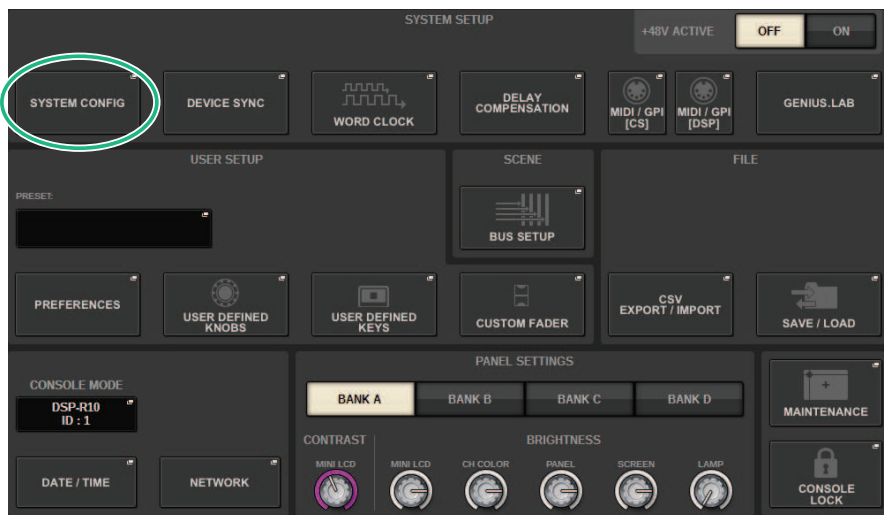 SYSTEM SETUP
+48V ACTIVE
OFF
ON
SYSTEM CONFIG
DEVICE SYNC
WORD CLOCK
DELAY
COMPENSATION
MIDI / GPI
[CS]
MIDI / GPI
[DSP]
GENIUS.LAB
USER SETUP
SCENE
FILE
PRESET:
BUS SETUP
PREFERENCES
USER DEFINED
KNOBS
USER DEFINED
KEYS
CUSTOM FADER
CSV
EXPORT / IMPORT
SAVE / LOAD
CONSOLE MODE
DSP-R10
ID : 1
DATE / TIME
NETWORK
PANEL SETTINGS
BANK A
BANK B
BANK C
BANK D
CONTRAST
BRIGHTNESS
MINI LCD
MINI LCD
CH COLOR
PANEL
SCREEN
LAMP
MAINTENANCE
CONSOLE
LOCK